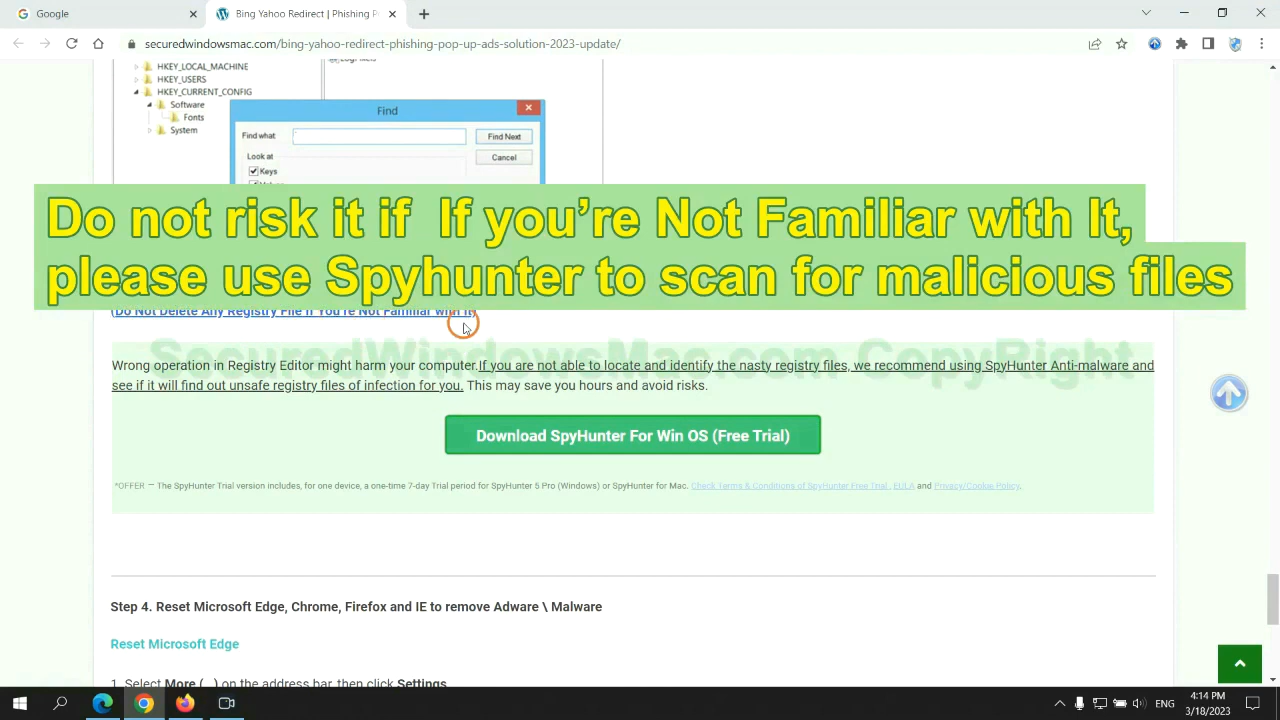 Google
Bing Yahoo Redirect | Phishing P
securedwindowsmac.com/bing-yahoo-redirect-phishing-pop-up-ads-solution-2023-update/
HKEY_LOCAL_MACHINE
HKEY_USERS
HKEY_CURRENT_CONFIG
Software
Fonts
System
Find
Find what:
Find Next
Look at
Cancel
Keys
Do not risk it if If you’re Not Familiar with It,
please use Spyhunter to scan for malicious files
(Do Not Delete Any Registry File If You're Not Familiar with It)
SecuredWindowsMac.com CopyRight
Wrong operation in Registry Editor might harm your computer.If you are not able to locate and identify the nasty registry files, we recommend using SpyHunter Anti-malware and
see if it will find out unsafe registry files of infection for you. This may save you hours and avoid risks.
Download SpyHunter For Win OS (Free Trial)
*OFFER — The SpyHunter Trial version includes, for one device, a one-time 7-day Trial period for SpyHunter 5 Pro (Windows) or SpyHunter for Mac. Check Terms & Conditions of SpyHunter Free Trial , EULA and Privacy/Cookie Policy.
Step 4. Reset Microsoft Edge, Chrome, Firefox and IE to remove Adware \ Malware
Reset Microsoft Edge
1. Select More (...) on the address bar, then click Settings
ENG
4:14 PM
3/18/2023